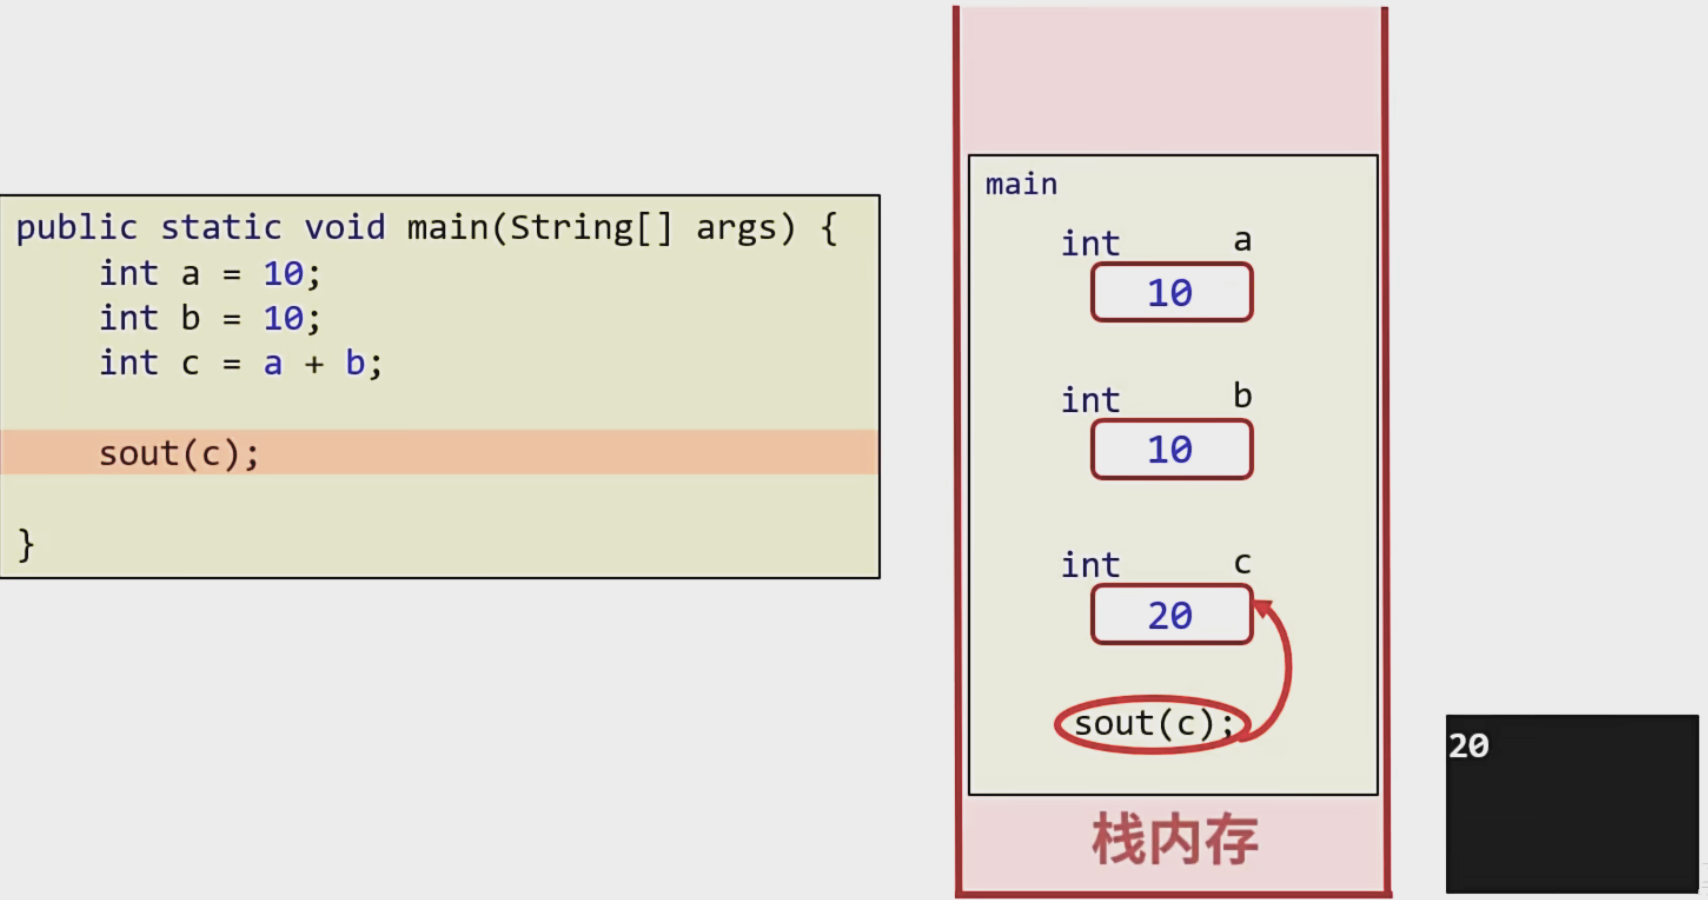 public static void main(String[] args) {
int a = 10;
int b = 10;
int c = a + b;
sout(c);
}
main
int a
10
int b
10
int c
20
sout(c);
栈内存
20